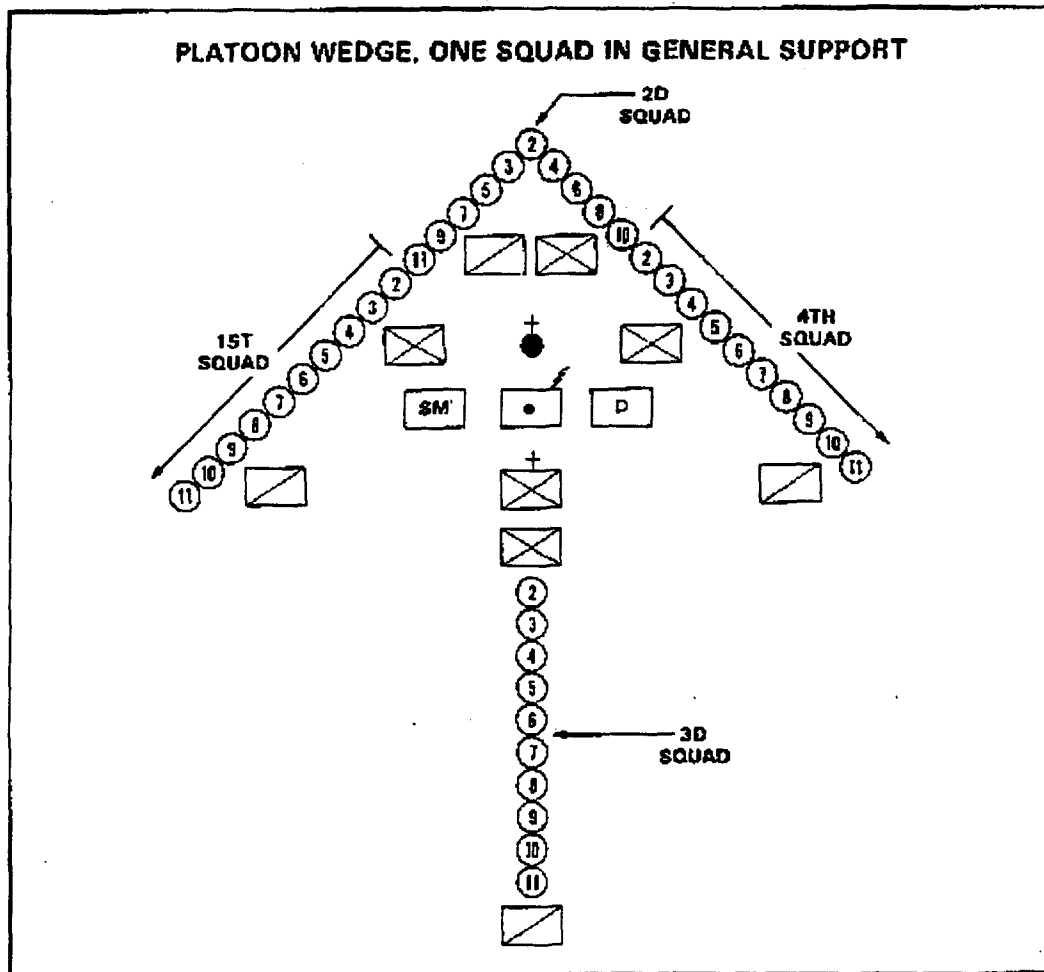 PLATOON WEDGE, ONE SQUAD IN GENERAL SUPPORT
2D
SQUAD
2
3 4
5 6
7 8
9 10
11 2
2 3
3 4
4 5
5 6
6 7
7 8
8 9
9 10
10 11
11
1ST
SQUAD
4TH
SQUAD
SM D
2
3
4
5
6
7
8
9
10
11
3D
SQUAD